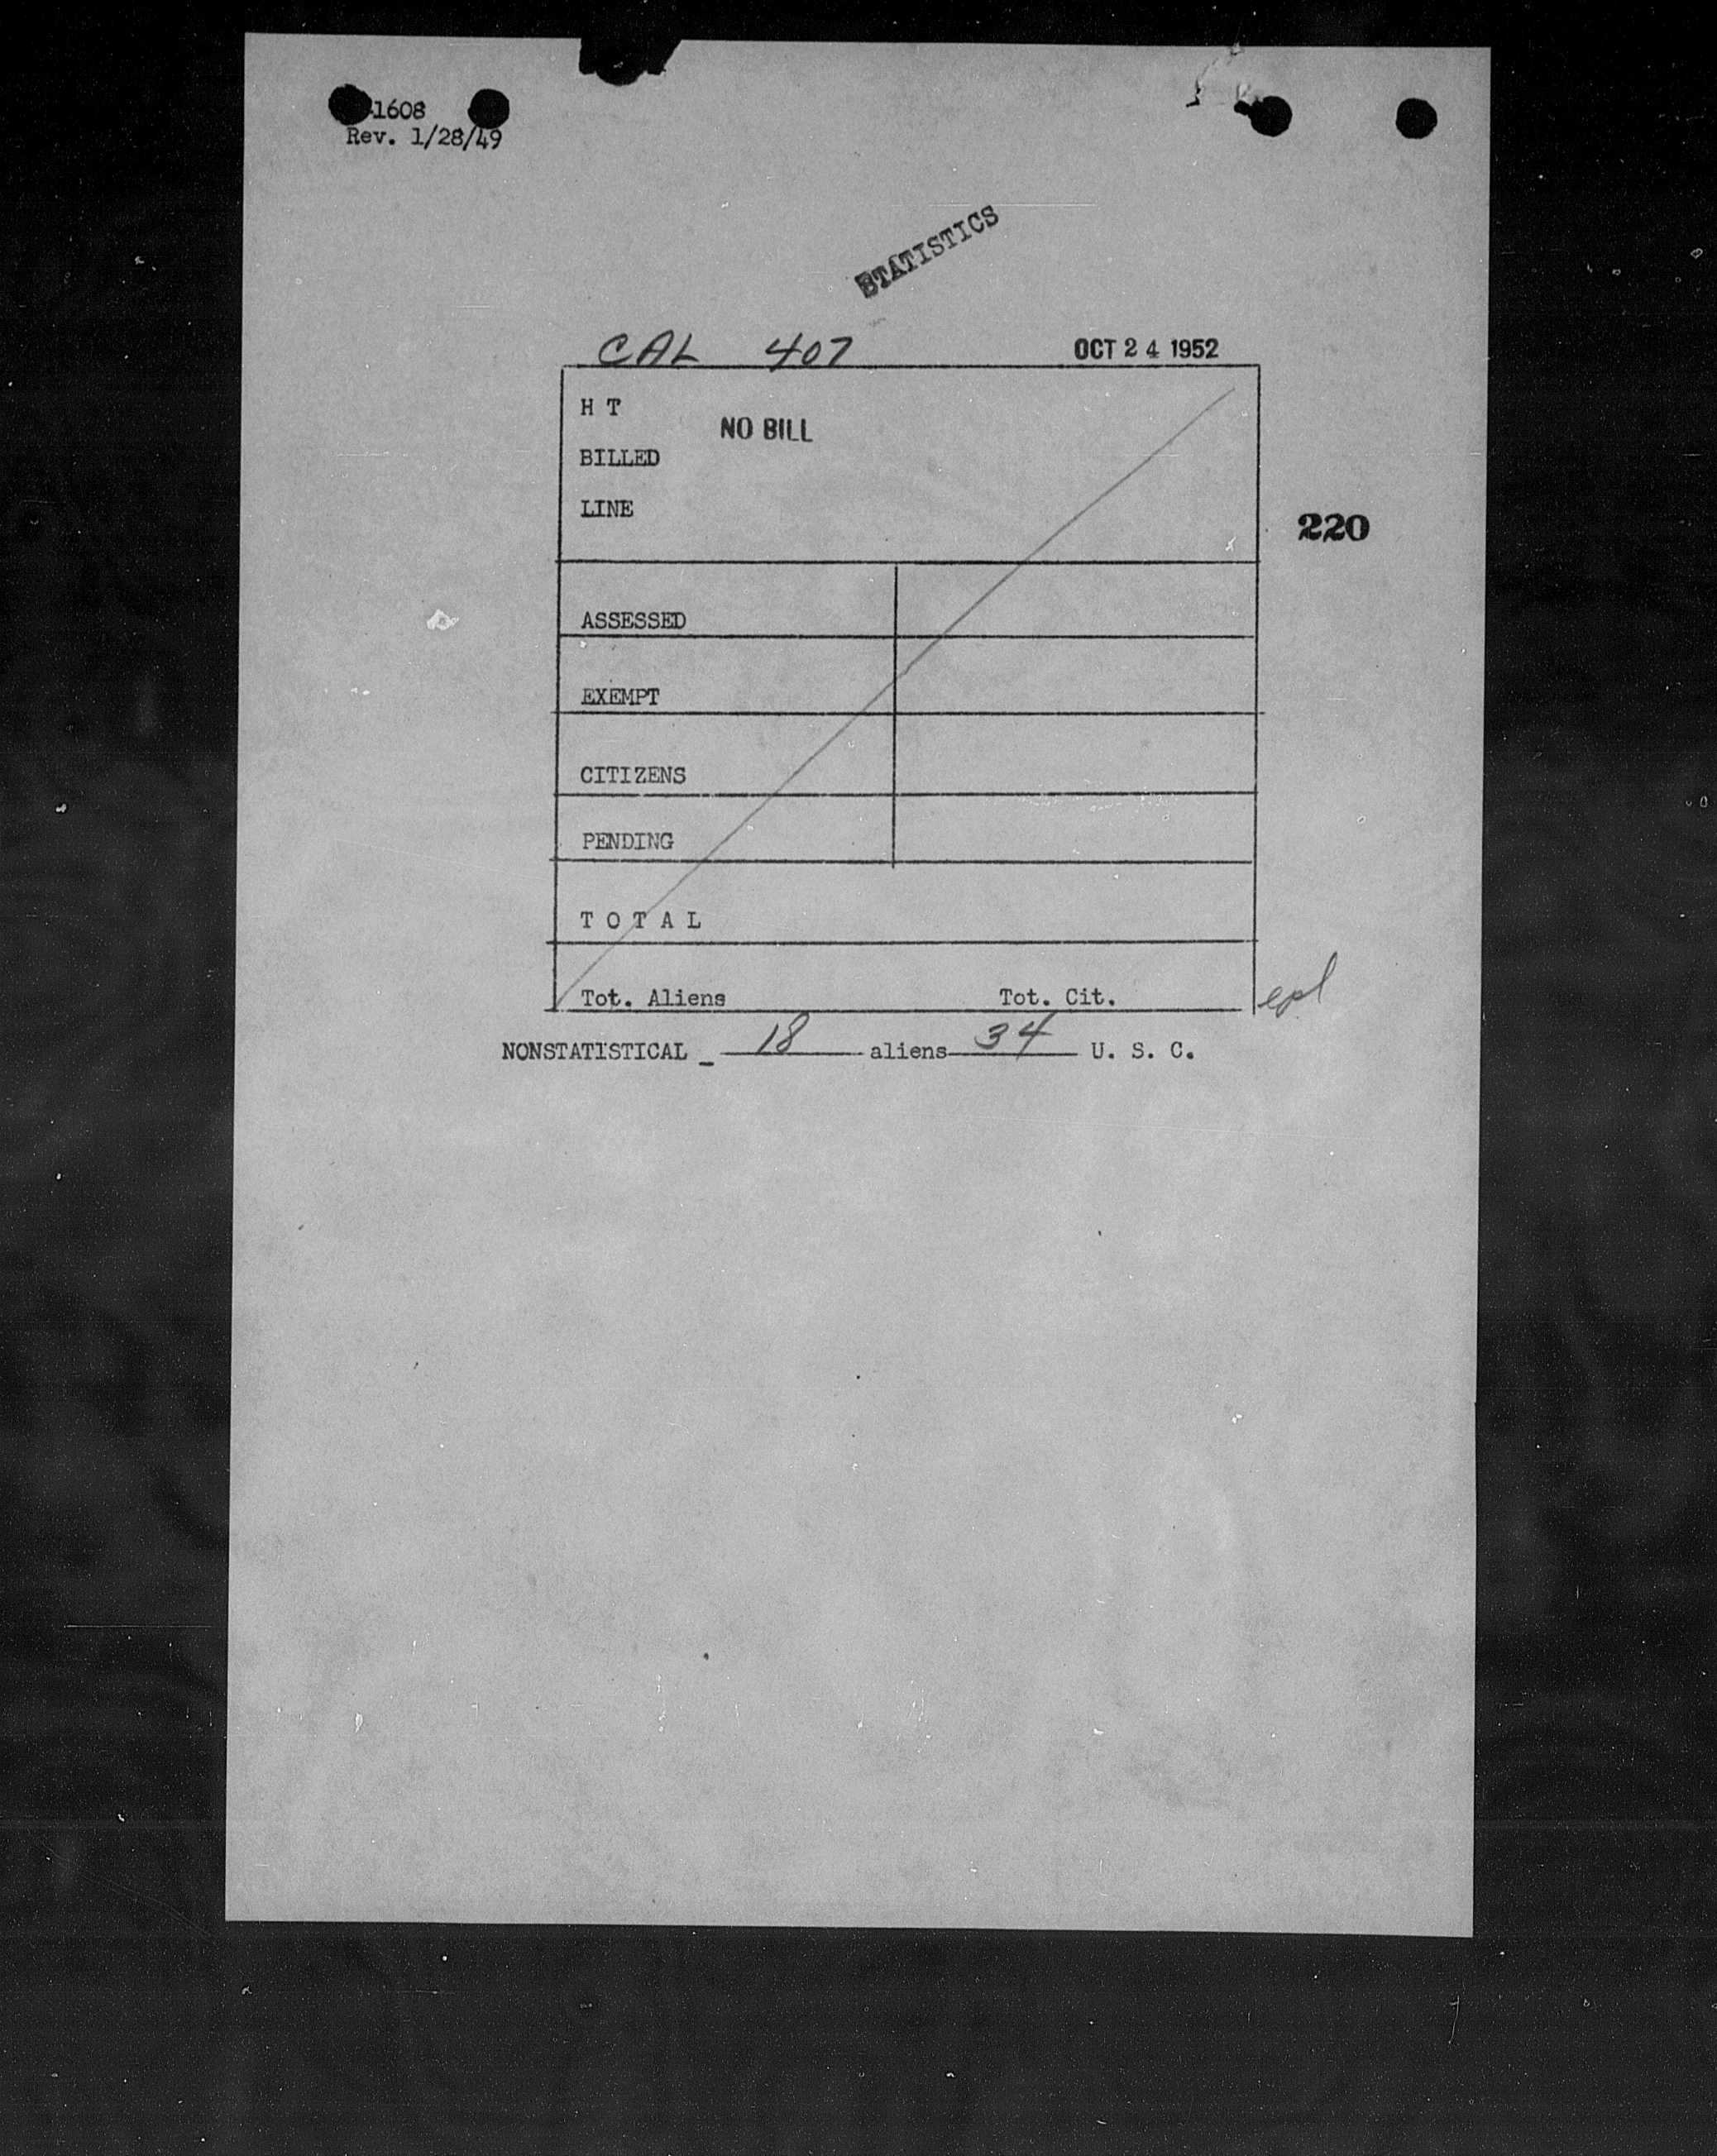 -1608
Rev. 1/28/49
STATISTICS
CAL 407 OCT 24 1952
H T
NO BILL
BILLED
LINE
220
ASSESSED
EXEMPT
CITIZENS
PENDING
T O T A L
Tot. Aliens Tot. Cit.
NONSTATISTICAL - 18 aliens 34 U. S. C.